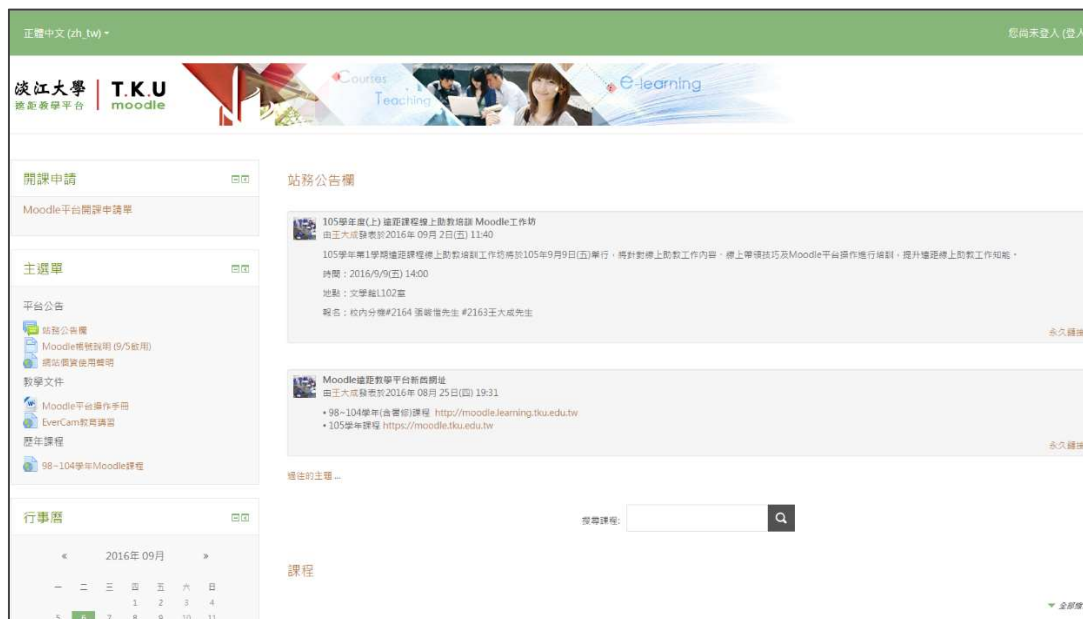 正體中文 (zh_tw)
您尚未登入 (登入
淡江大學
遠距教學平台
T.K.U
moodle
Courses
Teaching
e-learning
開課申請
Moodle平台開課申請單
主選單
平台公告
站務公告欄
Moodle帳號說明 (9/5啟用)
網站個資使用聲明
教學文件
Moodle平台操作手冊
EverCam教育講習
歷年課程
98~104學年Moodle課程
行事曆
« 2016年 09月 »
一 二 三 四 五 六 日
1 2 3 4
5 6 7 8 9 10 11
站務公告欄
105學年度(上) 遠距課程線上助教培訓 Moodle工作坊
由王大成發表於2016年 09月 2日(五) 11:40
105學年第1學期遠距課程線上助教培訓工作坊將於105年9月9日(五)舉行，將針對線上助教工作內容、線上帶領技巧及Moodle平台操作進行培訓，提升遠距線上助教工作知能。
時間：2016/9/9(五) 14:00
地點：文學館L102室
報名：校內分機#2164 張 先生 #2163王大成先生
永久鏈接
Moodle遠距教學平台新舊網址
由王大成發表於2016年 08月 25日(四) 19:31
• 98~104學年(含暑修)課程 http://moodle.learning.tku.edu.tw
• 105學年課程 https://moodle.tku.edu.tw
永久鏈接
過往的主題 ...
搜尋課程:
課程